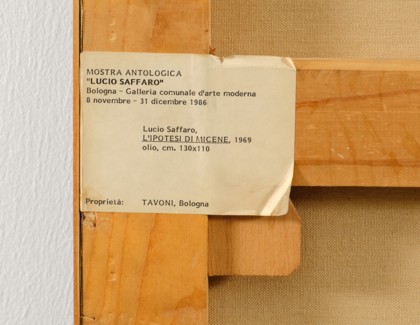 MOSTRA ANTOLOGICA
"LUCIO SAFFARO"
Bologna - Galleria comunale d'arte moderna
8 novembre - 31 dicembre 1986
Lucio Saffaro,
L'IPOTESI DI MICENE, 1969
olio, cm. 130x110
Proprietà: TAVONI, Bologna